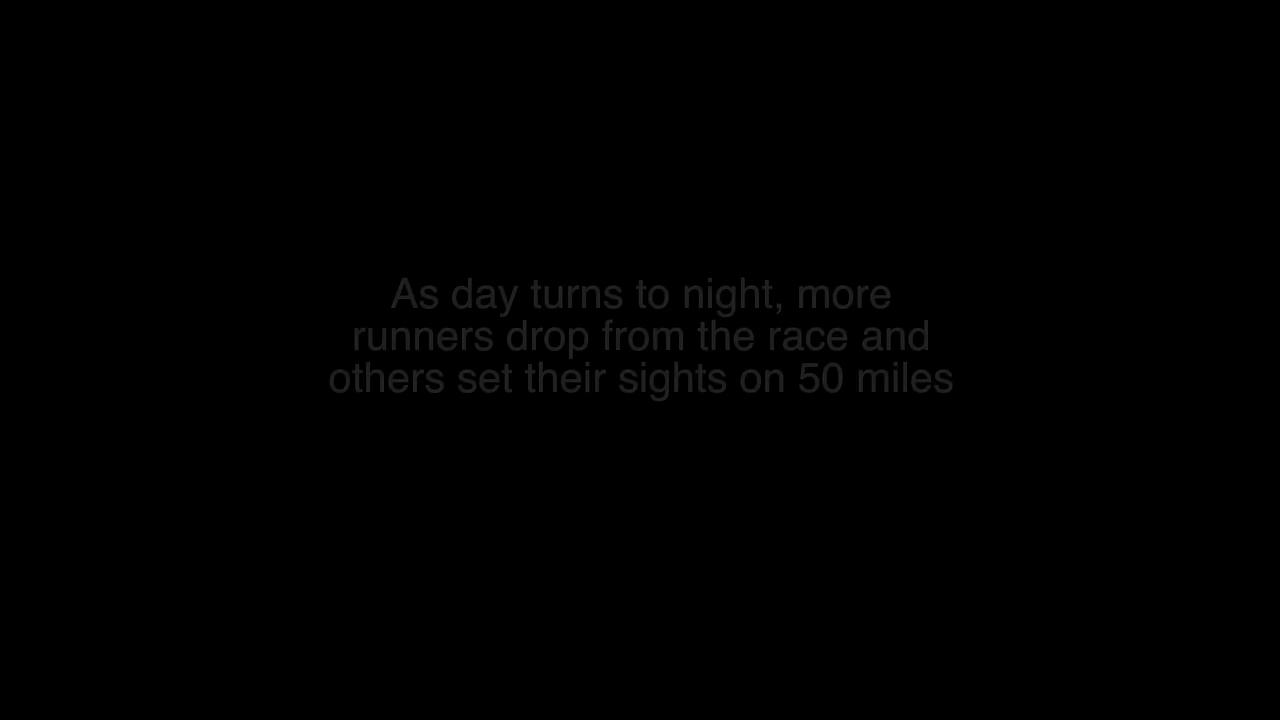 As day turns to night, more
runners drop from the race and
others set their sights on 50 miles